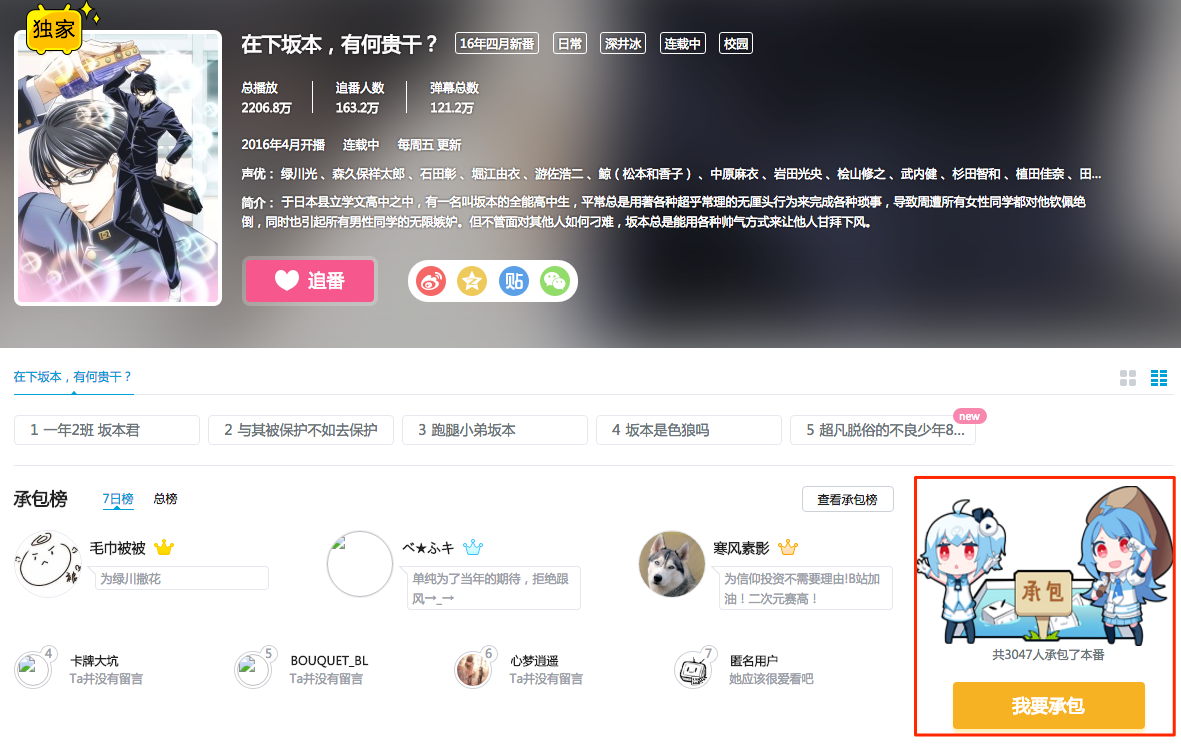 独家
在下坂本，有何贵干？ 16年四月新番 日常 深井冰 连载中 校园
总播放 追番人数 弹幕总数
2206.8万 163.2万 121.2万
2016年4月开播 连载中 每周五 更新
声优： 绿川光 、森久保祥太郎 、石田彰 、堀江由衣 、游佐浩二 、鲸（松本和香子） 、中原麻衣 、岩田光央 、桧山修之 、武内健 、杉田智和 、植田佳奈 、田...
简介： 于日本县立学文高中之中，有一名叫坂本的全能高中生，平常总是用著各种超乎常理的无厘头行为来完成各种琐事，导致周遭所有女性同学都对他钦佩绝
倒，同时也引起所有男性同学的无限嫉妒。但不管面对其他人如何刁难，坂本总是能用各种帅气方式来让他人甘拜下风。
追番
贴
在下坂本，有何贵干？
new
1 一年2班 坂本君 2 与其被保护不如去保护 3 跑腿小弟坂本 4 坂本是色狼吗 5 超凡脱俗的不良少年8...
承包榜 7日榜 总榜 查看承包榜
毛巾被被 べ★ふキ 寒风素影
为绿川撒花
单纯为了当年的期待，拒绝跟
风→_→
为信仰投资不需要理由!B站加
油！二次元赛高！
4 卡牌大坑 5 BOUQUET_BL 6 心梦逍遥 7 匿名用户
Ta并没有留言 Ta并没有留言 Ta并没有留言 她应该很爱看吧
承包
共3047人承包了本番
我要承包